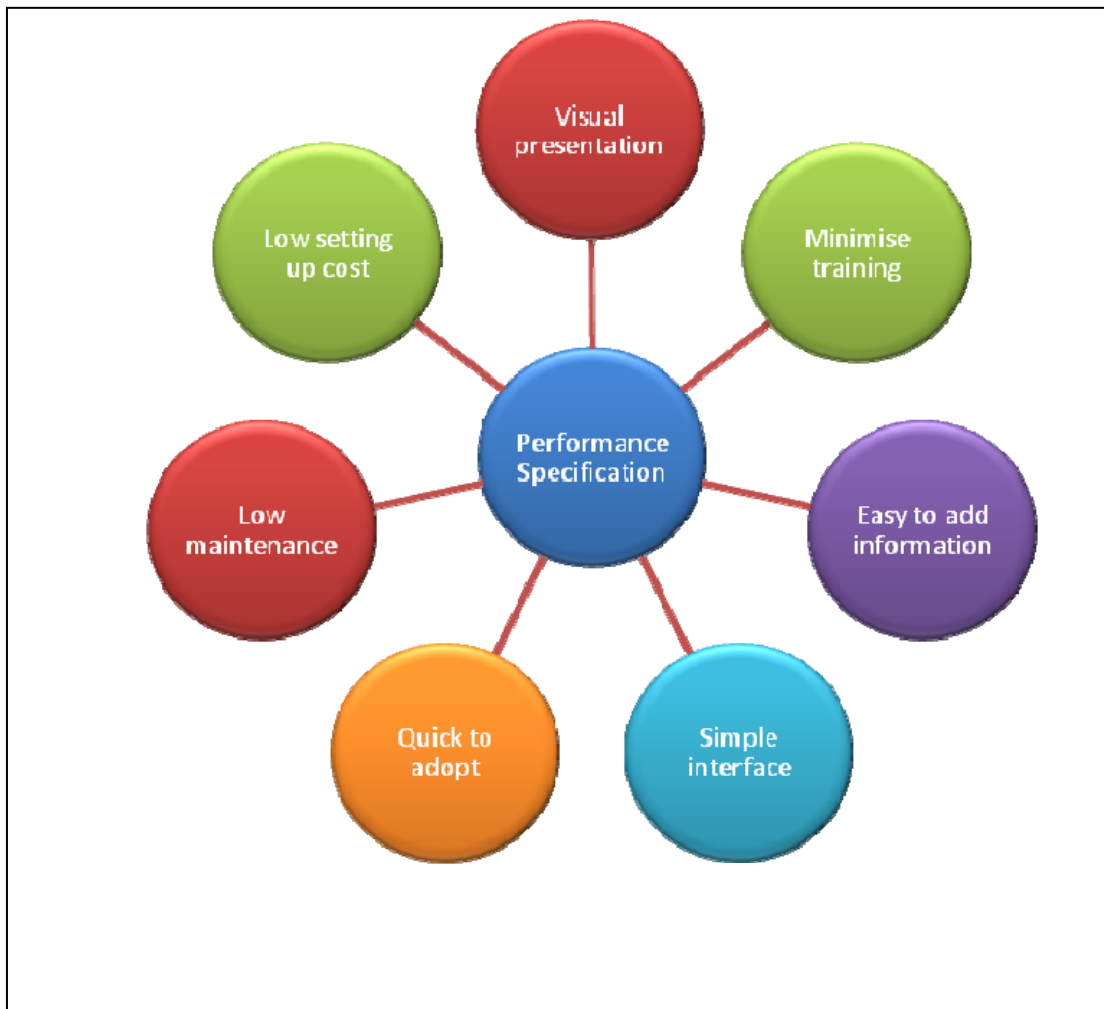 Visual
presentation
Low setting
up cost
Minimise
training
Performance
Specification
Low
maintenance
Easy to add
information
Quick to
adopt
Simple
interface